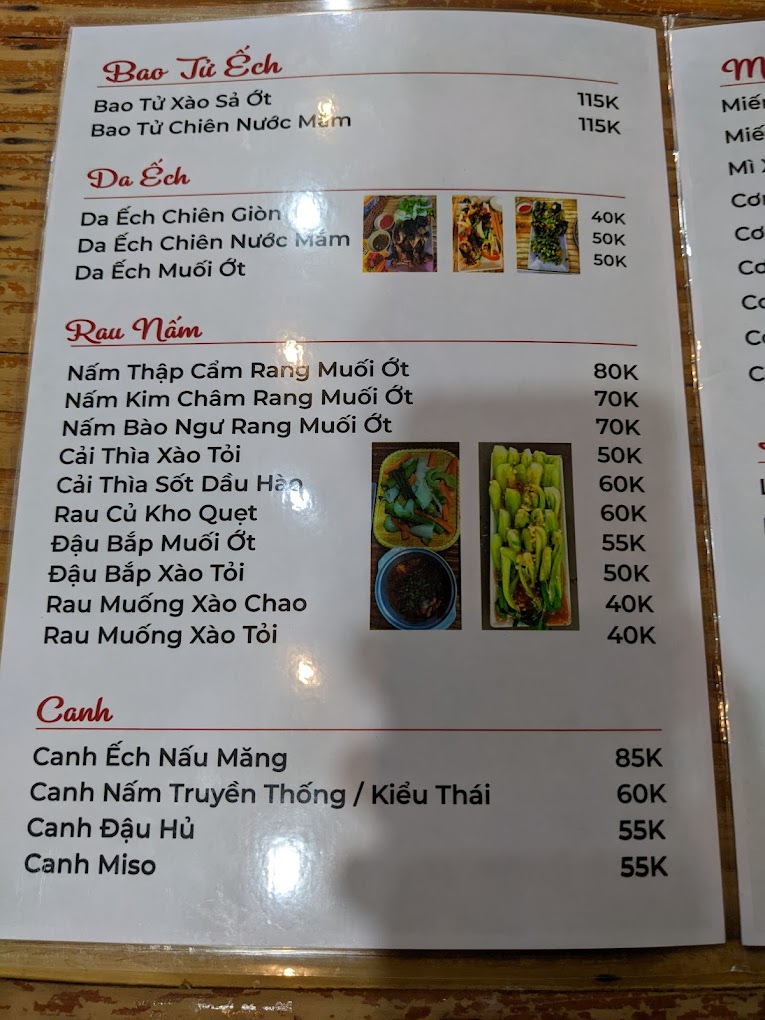 Bao Tử Ếch
Bao Tử Xào Sả Ớt 115K
Bao Tử Chiên Nước Mắm 115K
Da Ếch
Da Ếch Chiên Giòn 40K
Da Ếch Chiên Nước Mắm 50K
Da Ếch Muối Ớt 50K
Rau Nấm
Nấm Thập Cẩm Rang Muối Ớt 80K
Nấm Kim Châm Rang Muối Ớt 70K
Nấm Bào Ngư Rang Muối Ớt 70K
Cải Thìa Xào Tỏi 50K
Cải Thìa Sốt Dầu Hào 60K
Rau Củ Kho Quẹt 60K
Đậu Bắp Muối Ớt 55K
Đậu Bắp Xào Tỏi 50K
Rau Muống Xào Chao 40K
Rau Muống Xào Tỏi 40K
Canh
Canh Ếch Nấu Măng 85K
Canh Nấm Truyền Thống / Kiểu Thái 60K
Canh Đậu Hủ 55K
Canh Miso 55K
Miến
Mì